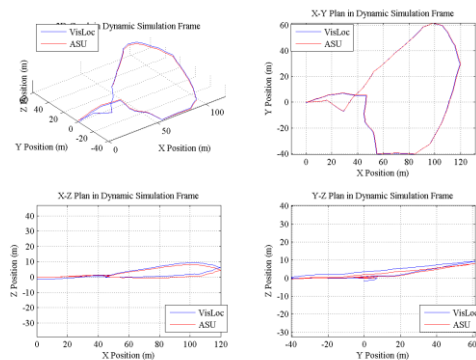 in Dynamic Simulation Frame
VisLoc
ASU
Z Position (m)
40
20
0
-20
-40
0
50
100
Y Position (m)
X Position (m)
X-Y Plan in Dynamic Simulation Frame
VisLoc
ASU
Y Position (m)
60
40
20
0
-20
-40
0 20 40 60 80 100 120 140
X Position (m)
X-Z Plan in Dynamic Simulation Frame
Z Position (m)
40
30
20
10
0
-10
-20
-30
VisLoc
ASU
0 20 40 60 80 100 120
X Position (m)
Y-Z Plan in Dynamic Simulation Frame
Z Position (m)
40
30
20
10
0
-10
-20
-30
VisLoc
ASU
-40 -20 0 20 40 60
Y Position (m)